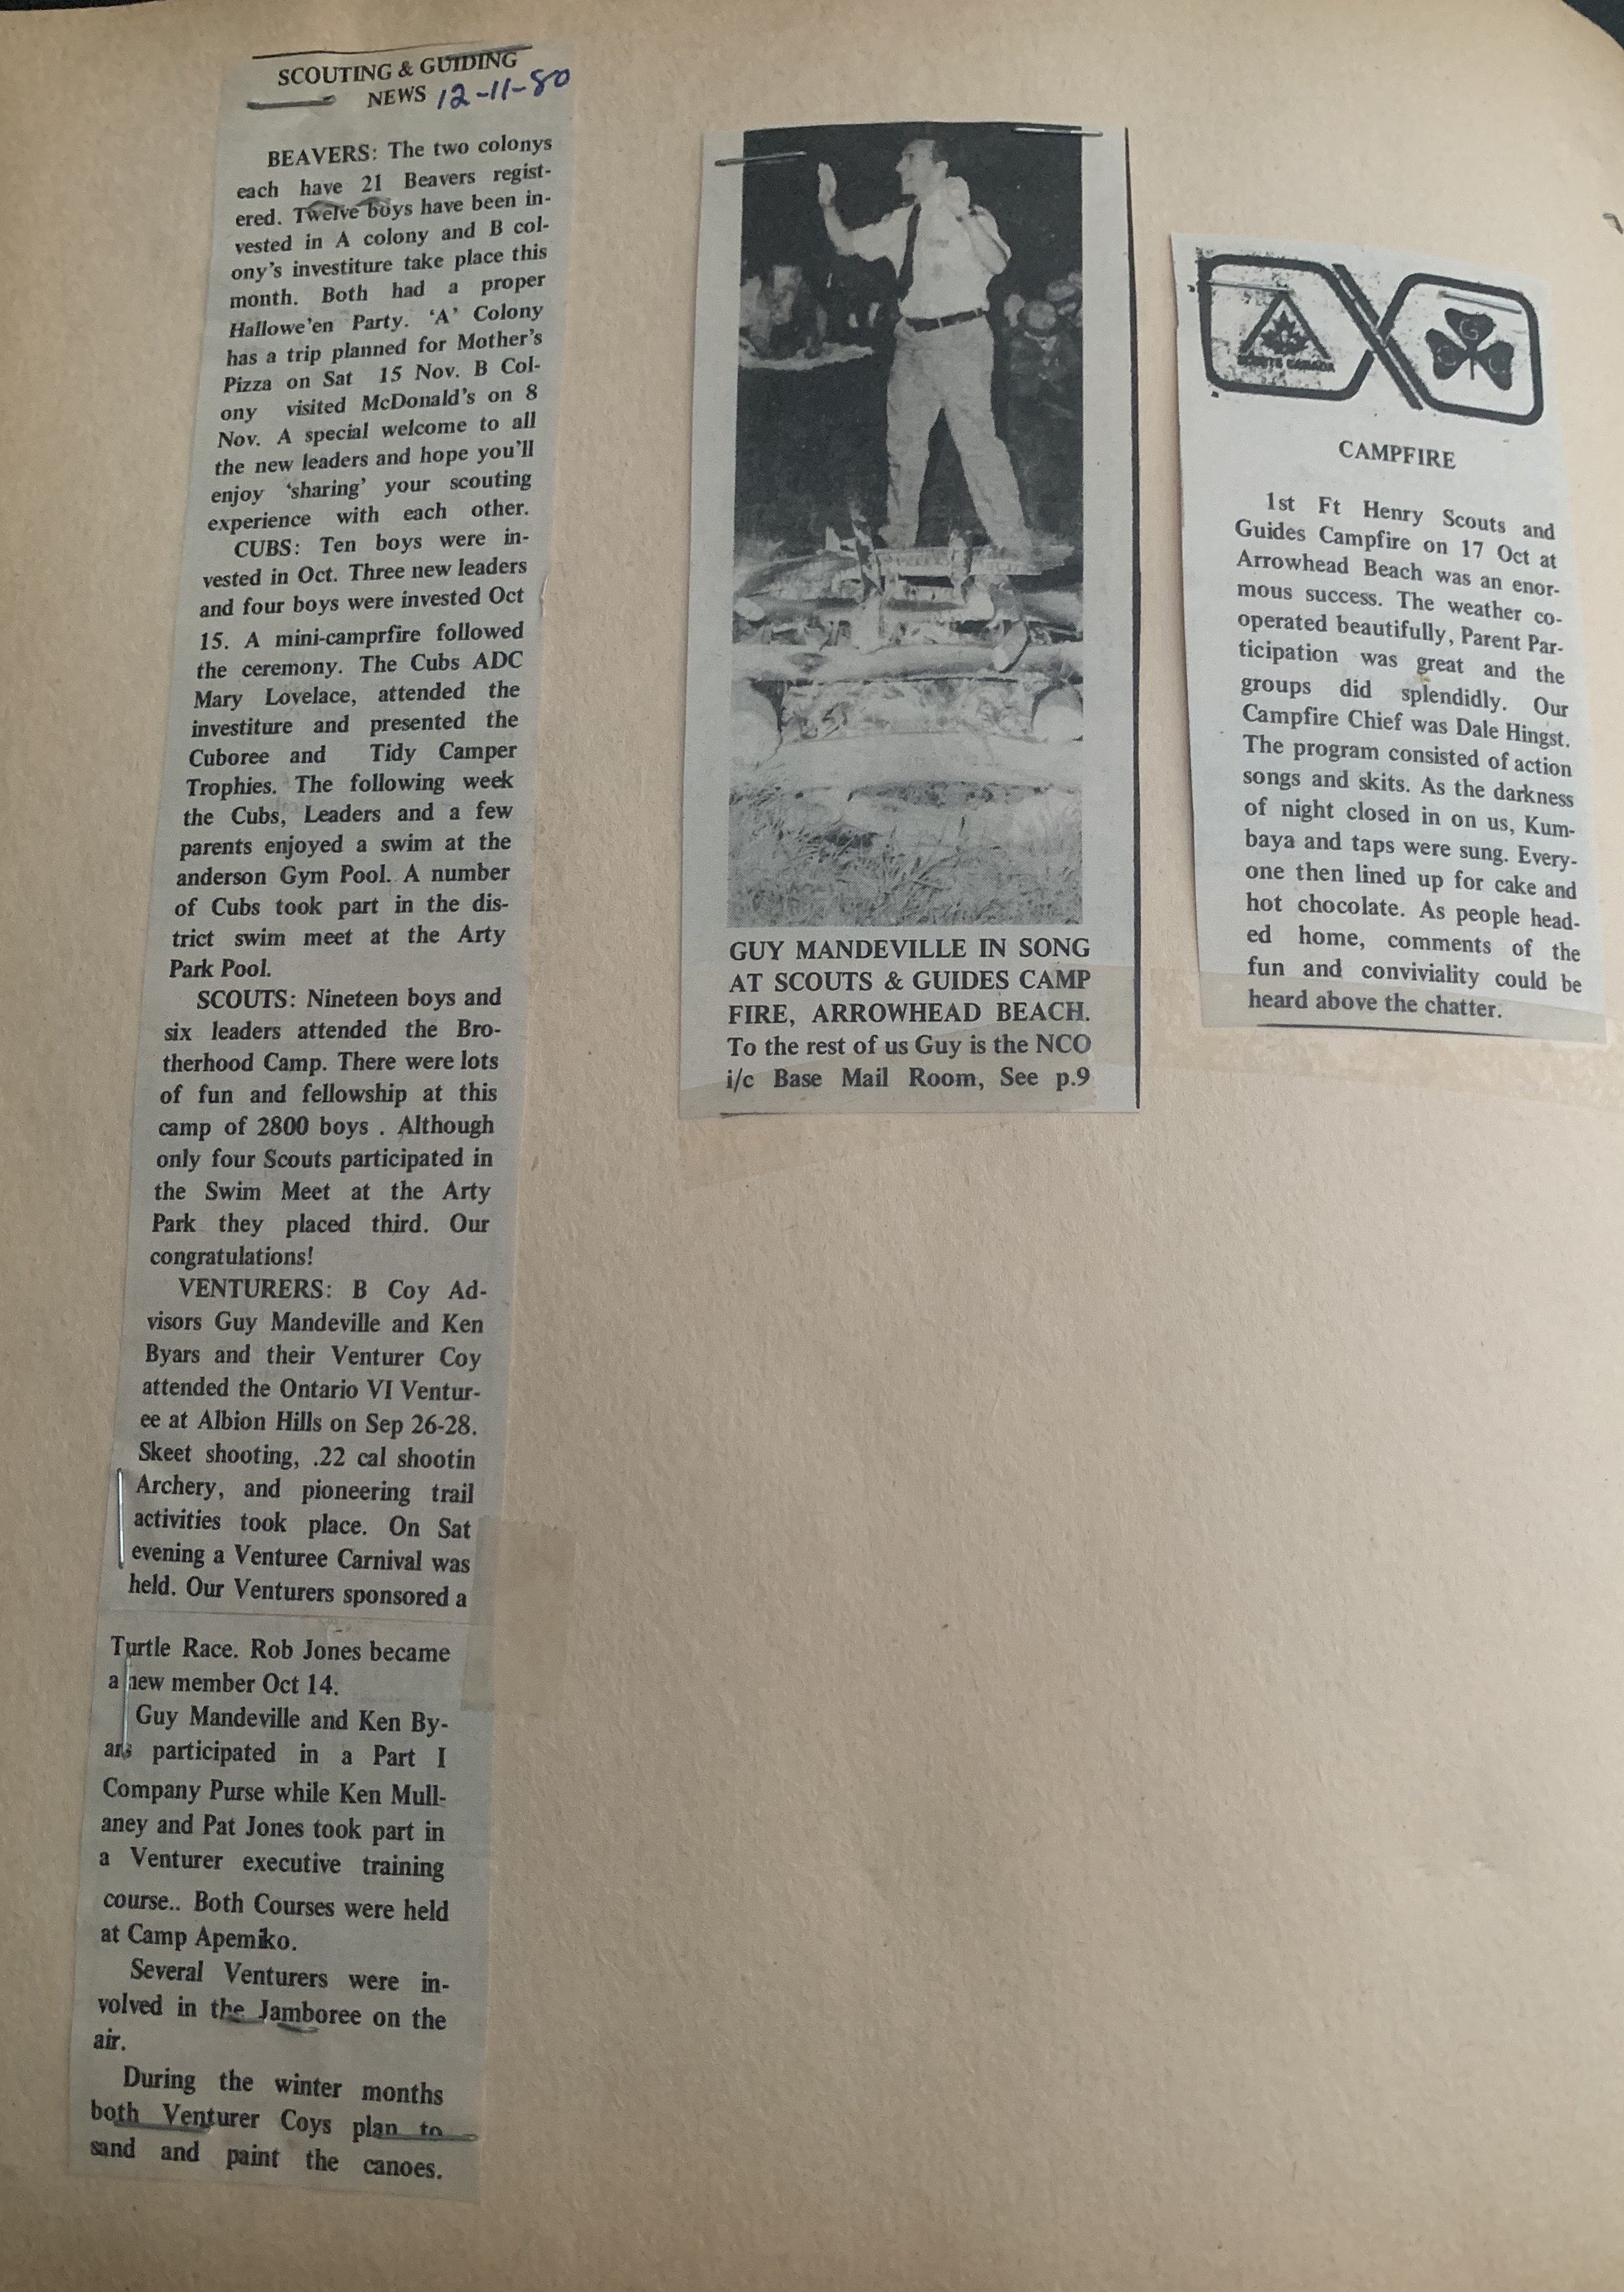 SCOUTING & GUIDING
NEWS 12-11-80
BEAVERS: The two colonys
each have 21 Beavers regist-
ered. Twelve boys have been in-
vested in A colony and B col-
ony's investiture take place this
month. Both had a proper
Hallowe'en Party. 'A' Colony
has a trip planned for Mother's
Pizza on Sat 15 Nov. B Col-
ony visited McDonald's on 8
Nov. A special welcome to all
the new leaders and hope you'll
enjoy 'sharing' your scouting
experience with each other.
CUBS: Ten boys were in-
vested in Oct. Three new leaders
and four boys were invested Oct
15. A mini-camprfire followed
the ceremony. The Cubs ADC
Mary Lovelace, attended the
investiture and presented the
Cuboree and Tidy Camper
Trophies. The following week
the Cubs, Leaders and a few
parents enjoyed a swim at the
anderson Gym Pool. A number
of Cubs took part in the dis-
trict swim meet at the Arty
Park Pool.
SCOUTS: Nineteen boys and
six leaders attended the Bro-
therhood Camp. There were lots
of fun and fellowship at this
camp of 2800 boys . Although
only four Scouts participated in
the Swim Meet at the Arty
Park they placed third. Our
congratulations!
VENTURERS: B Coy Ad-
visors Guy Mandeville and Ken
Byars and their Venturer Coy
attended the Ontario VI Ventur-
ee at Albion Hills on Sep 26-28.
Skeet shooting, .22 cal shootin
Archery, and pioneering trail
activities took place. On Sat
evening a Venturee Carnival was
held. Our Venturers sponsored a
Turtle Race. Rob Jones became
a new member Oct 14.
Guy Mandeville and Ken By-
ars participated in a Part I
Company Purse while Ken Mull-
aney and Pat Jones took part in
a Venturer executive training
course.. Both Courses were held
at Camp Apemiko.
Several Venturers were in-
volved in the Jamboree on the
air.
During the winter months
both Venturer Coys plan to
sand and paint the canoes.
GUY MANDEVILLE IN SONG
AT SCOUTS & GUIDES CAMP
FIRE, ARROWHEAD BEACH.
To the rest of us Guy is the NCO
i/c Base Mail Room, See p.9
SCOUTS CANADA
G G C
CAMPFIRE
1st Ft Henry Scouts and
Guides Campfire on 17 Oct at
Arrowhead Beach was an enor-
mous success. The weather co-
operated beautifully, Parent Par-
ticipation was great and the
groups did splendidly. Our
Campfire Chief was Dale Hingst.
The program consisted of action
songs and skits. As the darkness
of night closed in on us, Kum-
baya and taps were sung. Every-
one then lined up for cake and
hot chocolate. As people head-
ed home, comments of the
fun and conviviality could be
heard above the chatter.